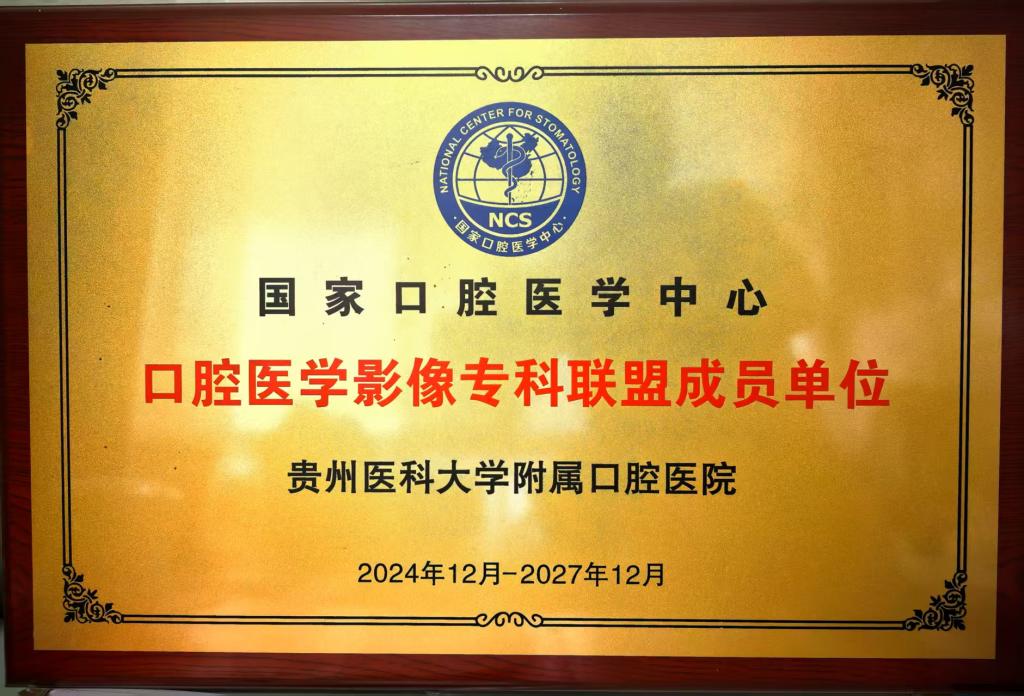 NATIONAL CENTER FOR STOMATOLOGY
NCS
·国家口腔医学中心·
国家口腔医学中心
口腔医学影像专科联盟成员单位
贵州医科大学附属口腔医院
2024年12月-2027年12月